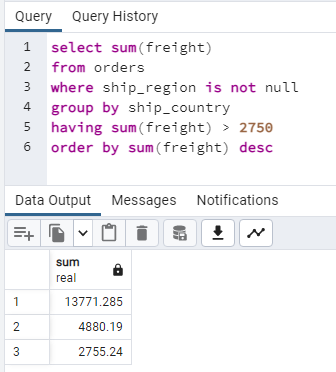 Query Query History
1 select sum(freight)
2 from orders
3 where ship_region is not null
4 group by ship_country
5 having sum(freight) > 2750
6 order by sum(freight) desc
Data Output Messages Notifications
sum
real
1 13771.285
2 4880.19
3 2755.24